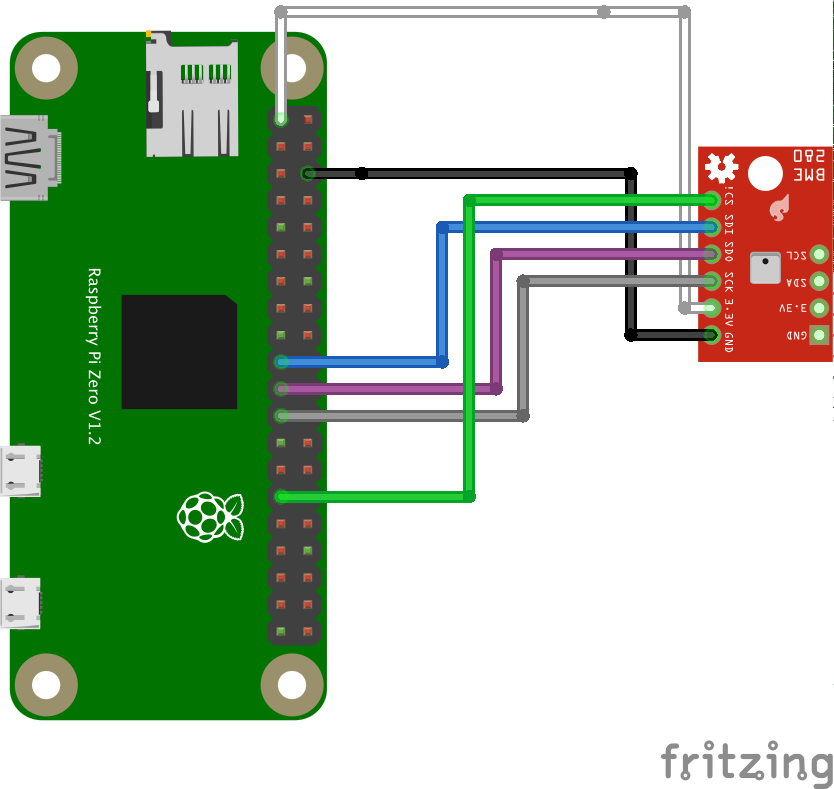 Raspberry Pi Zero V1.2
BME
280
!CS
SDI
SDO
SCK
3.3V
GND
SCL
SDA
3.3V
GND
fritzing